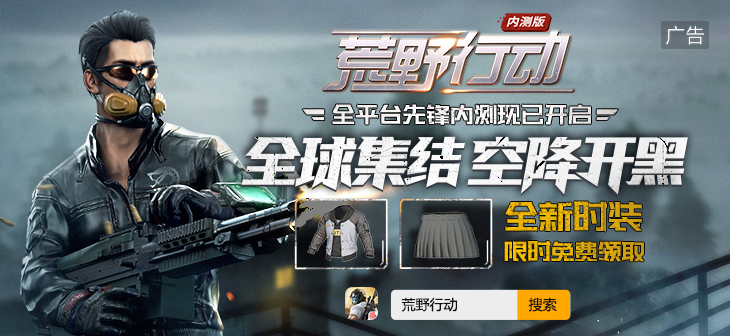 内测版
广告
荒野行动
全平台先锋内测现已开启
全球集结 空降开黑
全新时装
限时免费领取
荒野行动
搜索